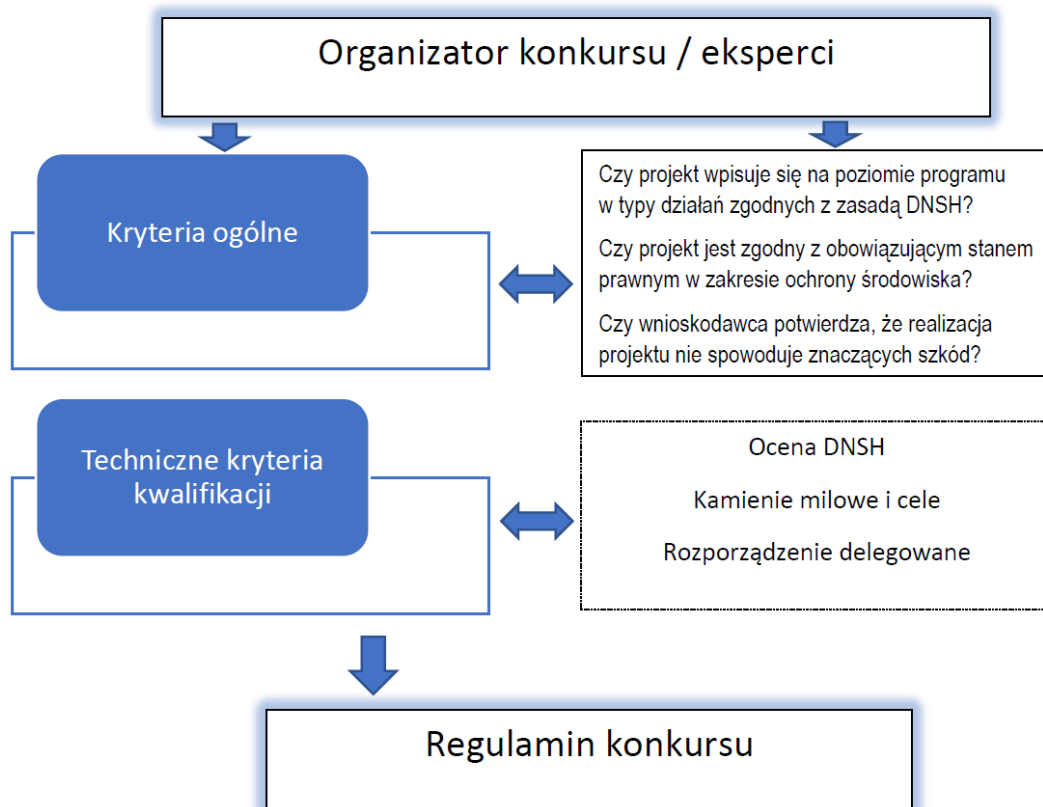 Organizator konkursu / eksperci
Kryteria ogólne
Czy projekt wpisuje się na poziomie programu
w typy działań zgodnych z zasadą DNSH?
Czy projekt jest zgodny z obowiązującym stanem
prawnym w zakresie ochrony środowiska?
Czy wnioskodawca potwierdza, że realizacja
projektu nie spowoduje znaczących szkód?
Techniczne kryteria
kwalifikacji
Ocena DNSH
Kamienie milowe i cele
Rozporządzenie delegowane
Regulamin konkursu